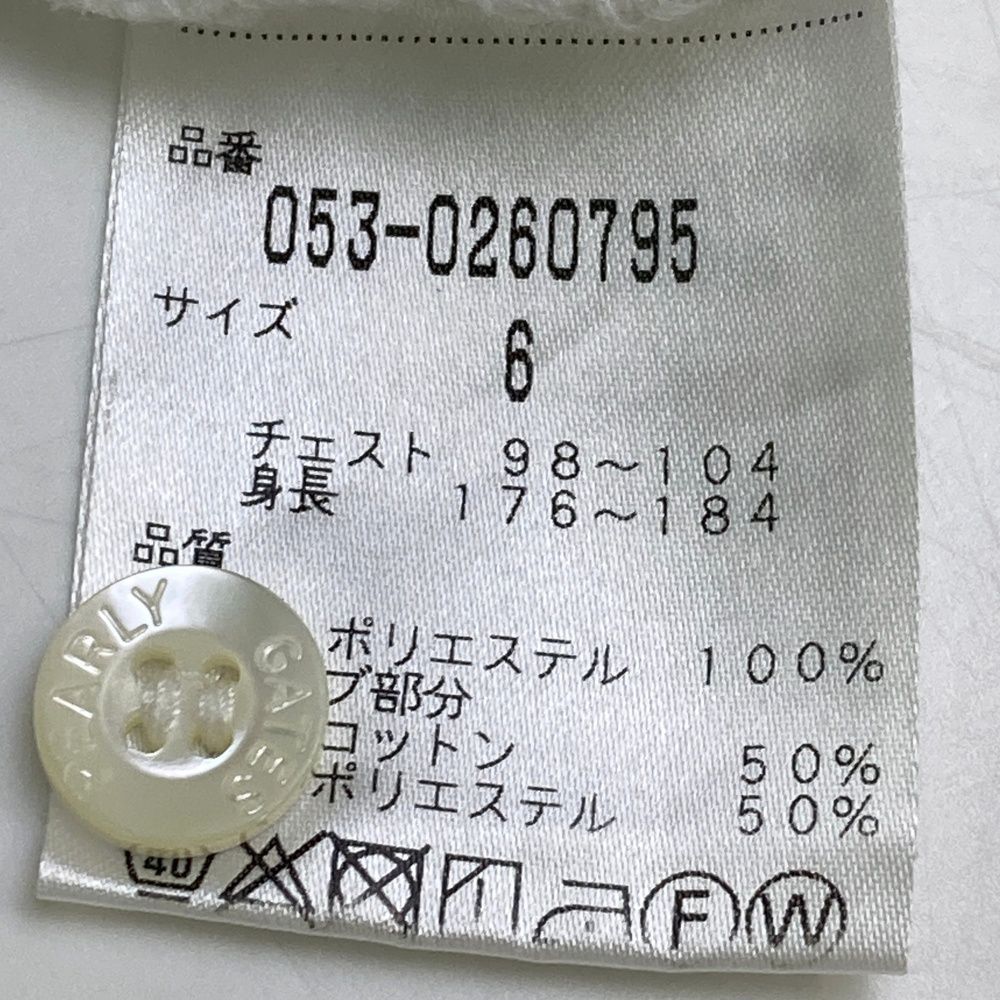 品番
053-0260795
サイズ
6
チェスト 98～104
身長 176～184
品質
ポリエステル 100%
ブ部分
コットン 50%
ポリエステル 50%
40
F W
PEARLY GATES